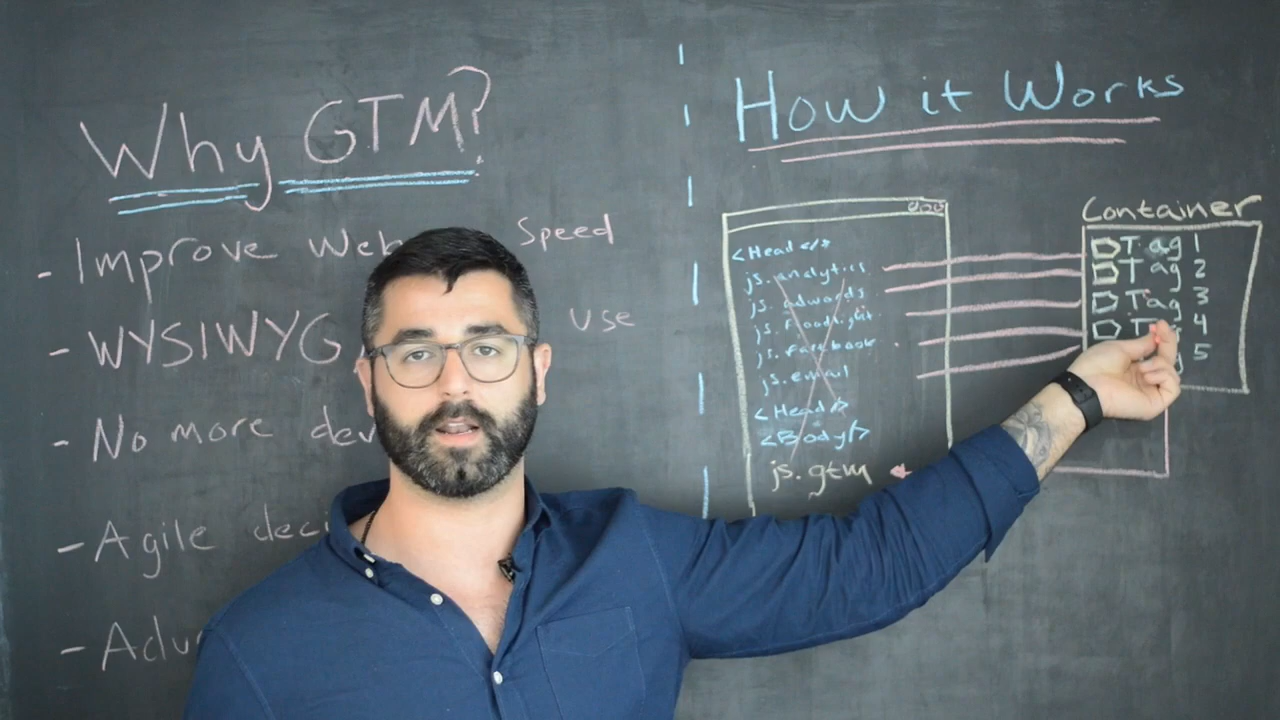 Why GTM?
- Improve Web Speed
- WYSIWYG use
- No more dev
- Agile deci
- Adv
How it Works
<Head </>
js.analytics
js.adwords
js.floodlight
js.facebook
js.email
<Head/>
<Body/>
js.gtm
Container
Tag 1
Tag 2
Tag 3
Tag 4
5